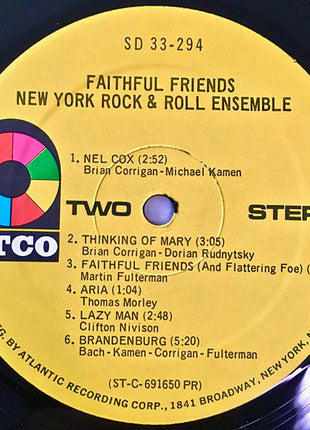 SD 33-294
FAITHFUL FRIENDS
NEW YORK ROCK & ROLL ENSEMBLE
1. NEL COX (2:52)
Brian Corrigan-Michael Kamen
TCO TWO STER
2. THINKING OF MARY (3:05)
Brian Corrigan-Dorian Rudnytsky
3. FAITHFUL FRIENDS (And Flattering Foe) (
Martin Fulterman
4. ARIA (1:04)
Thomas Morley
5. LAZY MAN (2:48)
Clifton Nivison
6. BRANDENBURG (5:20)
Bach-Kamen-Corrigan-Fulterman
(ST-C-691650 PR)
MFG. BY ATLANTIC RECORDING CORP., 1841 BROADWAY, NEW YORK, N